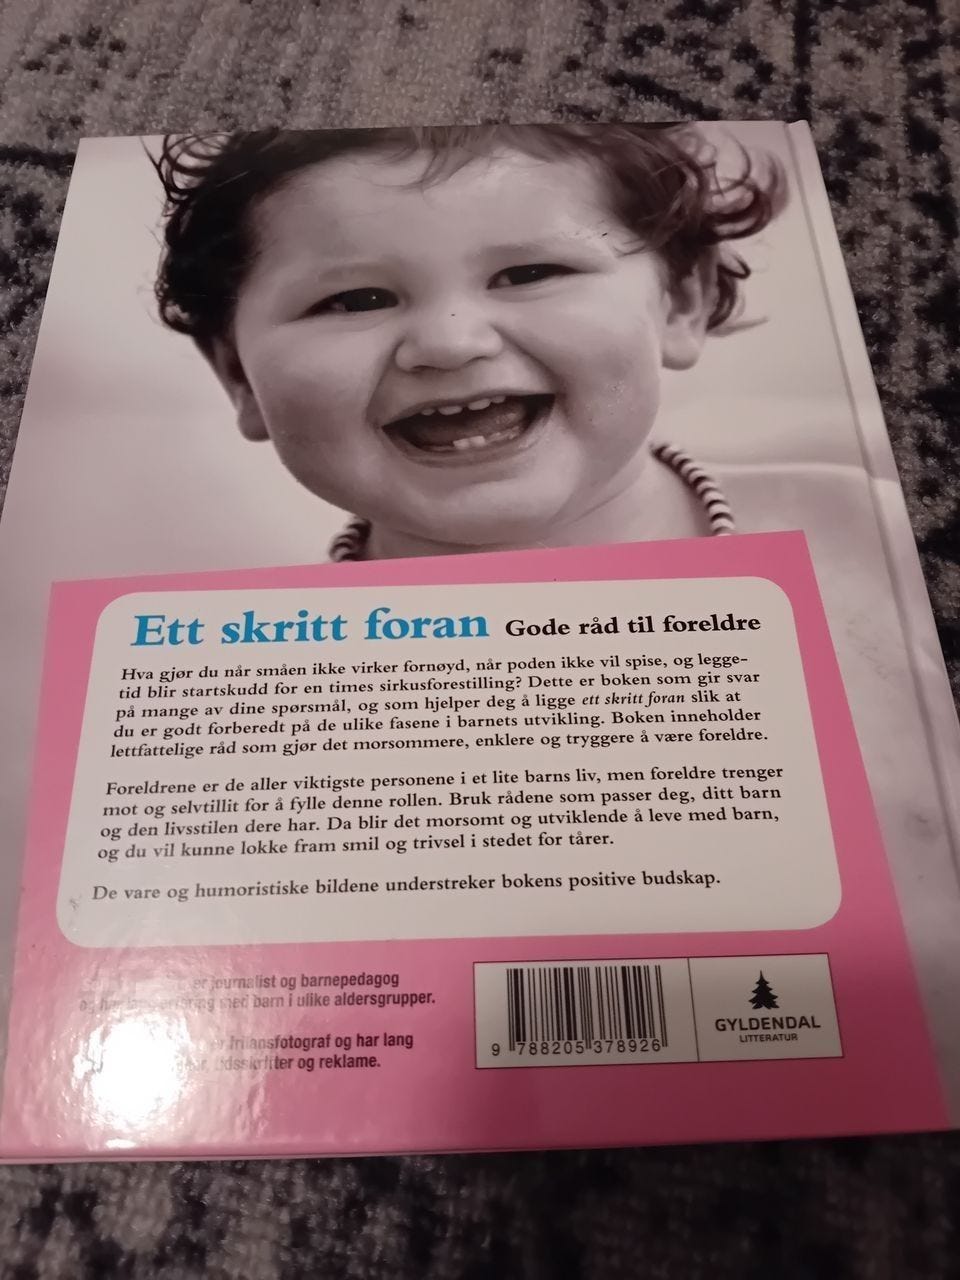 Ett skritt foran Gode råd til foreldre
Hva gjør du når småen ikke virker fornøyd, når poden ikke vil spise, og legge-
tid blir startskudd for en times sirkusforestilling? Dette er boken som gir svar
på mange av dine spørsmål, og som hjelper deg å ligge ett skritt foran slik at
du er godt forberedt på de ulike fasene i barnets utvikling. Boken inneholder
lettfattelige råd som gjør det morsommere, enklere og tryggere å være foreldre.
Foreldrene er de aller viktigste personene i et lite barns liv, men foreldre trenger
mot og selvtillit for å fylle denne rollen. Bruk rådene som passer deg, ditt barn
og den livsstilen dere har. Da blir det morsomt og utviklende å leve med barn,
og du vil kunne lokke fram smil og trivsel i stedet for tårer.
De vare og humoristiske bildene understreker bokens positive budskap.
er journalist og barnepedagog
og har lang erfaring med barn i ulike aldersgrupper.
frilansfotograf og har lang
tidsskrifter og reklame.
9 788205 378926
GYLDENDAL
LITTERATUR